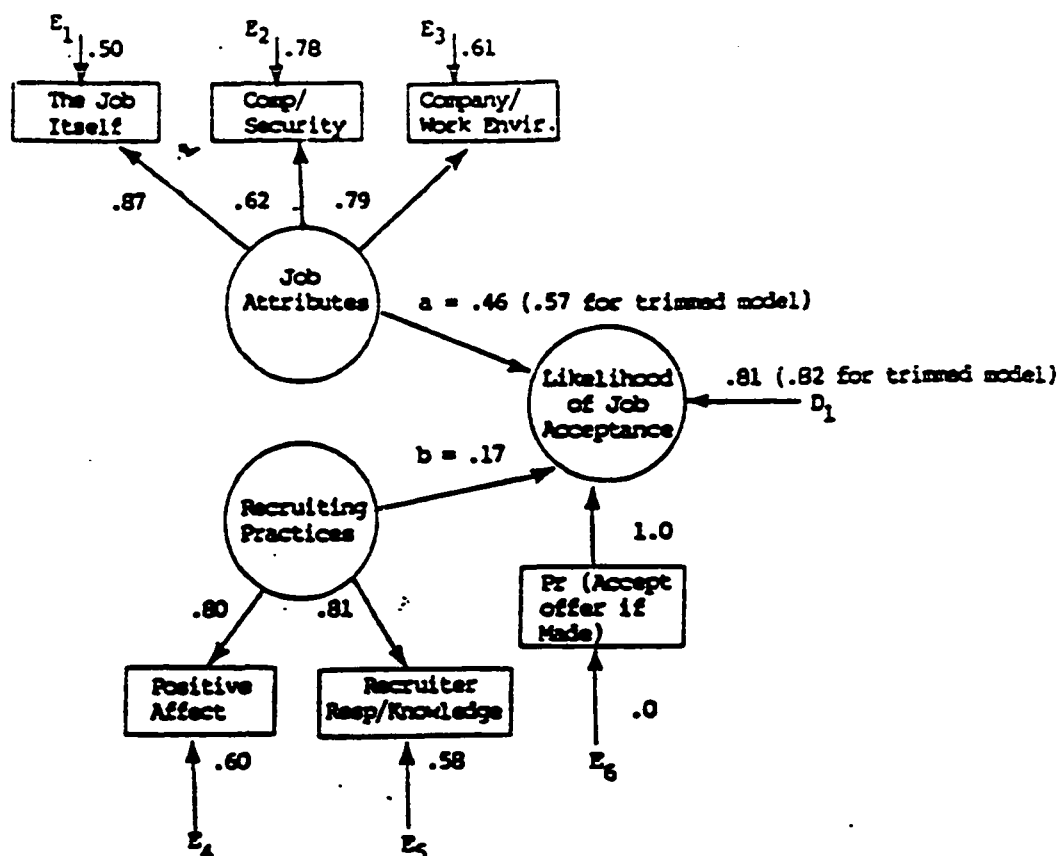 E1 .50
E2 .78
E3 .61
The Job
Itself
Comp/
Security
Company/
Work Envir.
.87
.62
.79
Job
Attributes
a = .46 (.57 for trimmed model)
Likelihood
of Job
Acceptance
.81 (.82 for trimmed model)
D1
b = .17
Recruiting
Practices
1.0
Pr (Accept
offer if
Made)
.80
.81
Positive
Affect
Recruiter
Resp/Knowledge
.0
.60
.58
E6
E4
E5